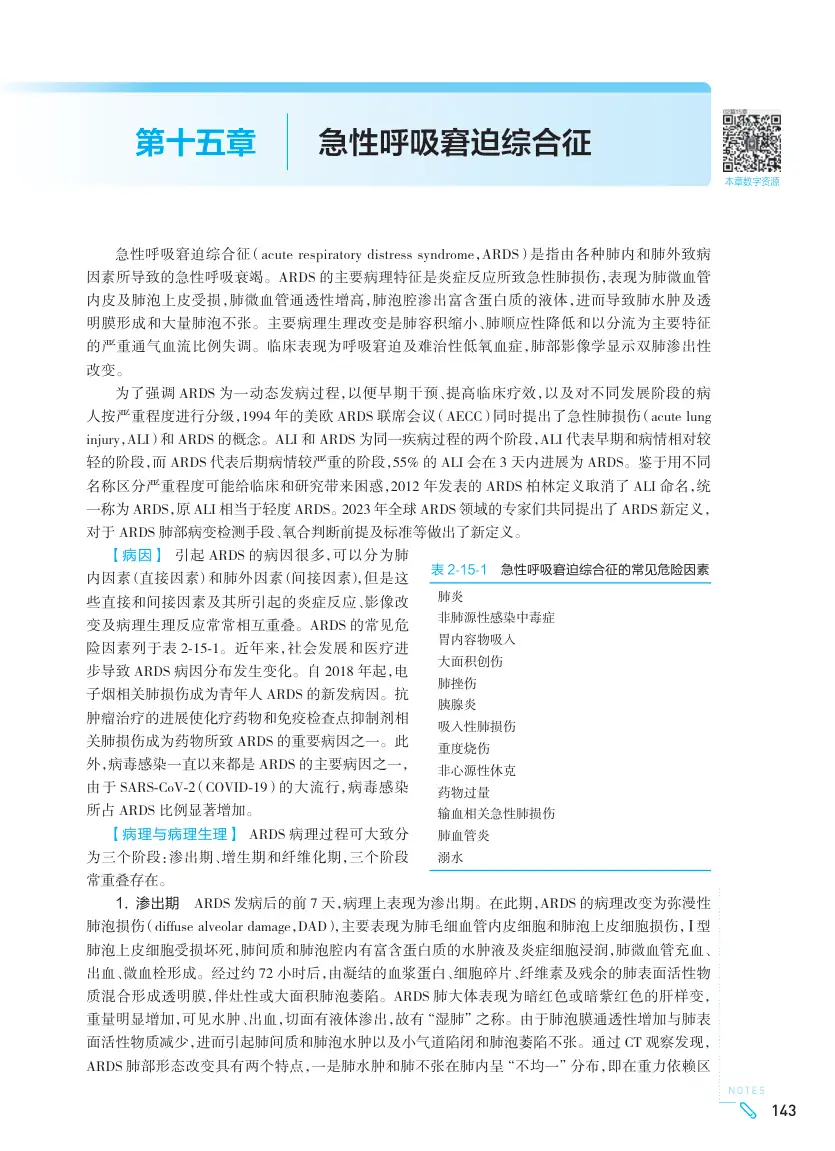 第十五章 急性呼吸窘迫综合征
本章数字资源
急性呼吸窘迫综合征(acute respiratory distress syndrome,ARDS)是指由各种肺内和肺外致病
因素所导致的急性呼吸衰竭。ARDS 的主要病理特征是炎症反应所致急性肺损伤,表现为肺微血管
内皮及肺泡上皮受损,肺微血管通透性增高,肺泡腔渗出富含蛋白质的液体,进而导致肺水肿及透
明膜形成和大量肺泡不张。主要病理生理改变是肺容积缩小、肺顺应性降低和以分流为主要特征
的严重通气血流比例失调。临床表现为呼吸窘迫及难治性低氧血症,肺部影像学显示双肺渗出性
改变。
为了强调 ARDS 为一动态发病过程,以便早期干预、提高临床疗效,以及对不同发展阶段的病
人按严重程度进行分级,1994 年的美欧 ARDS 联席会议(AECC)同时提出了急性肺损伤(acute lung
injury,ALI)和 ARDS 的概念。ALI 和 ARDS 为同一疾病过程的两个阶段,ALI 代表早期和病情相对较
轻的阶段,而 ARDS 代表后期病情较严重的阶段,55% 的 ALI 会在 3 天内进展为 ARDS。鉴于用不同
名称区分严重程度可能给临床和研究带来困惑,2012 年发表的 ARDS 柏林定义取消了 ALI 命名,统
一称为 ARDS,原 ALI 相当于轻度 ARDS。2023 年全球 ARDS 领域的专家们共同提出了 ARDS 新定义,
对于 ARDS 肺部病变检测手段、氧合判断前提及标准等做出了新定义。
【病因】 引起 ARDS 的病因很多,可以分为肺
内因素(直接因素)和肺外因素(间接因素),但是这
些直接和间接因素及其所引起的炎症反应、影像改
变及病理生理反应常常相互重叠。ARDS 的常见危
险因素列于表 2-15-1。近年来,社会发展和医疗进
步导致 ARDS 病因分布发生变化。自 2018 年起,电
子烟相关肺损伤成为青年人 ARDS 的新发病因。抗
肿瘤治疗的进展使化疗药物和免疫检查点抑制剂相
关肺损伤成为药物所致 ARDS 的重要病因之一。此
外,病毒感染一直以来都是 ARDS 的主要病因之一,
由于 SARS-CoV-2(COVID-19)的大流行,病毒感染
所占 ARDS 比例显著增加。
【病理与病理生理】 ARDS 病理过程可大致分
为三个阶段:渗出期、增生期和纤维化期,三个阶段
常重叠存在。
表 2-15-1 急性呼吸窘迫综合征的常见危险因素
肺炎
非肺源性感染中毒症
胃内容物吸入
大面积创伤
肺挫伤
胰腺炎
吸入性肺损伤
重度烧伤
非心源性休克
药物过量
输血相关急性肺损伤
肺血管炎
溺水
1. 渗出期 ARDS 发病后的前 7 天,病理上表现为渗出期。在此期,ARDS 的病理改变为弥漫性
肺泡损伤(diffuse alveolar damage,DAD),主要表现为肺毛细血管内皮细胞和肺泡上皮细胞损伤,Ⅰ型
肺泡上皮细胞受损坏死,肺间质和肺泡腔内有富含蛋白质的水肿液及炎症细胞浸润,肺微血管充血、
出血、微血栓形成。经过约 72 小时后,由凝结的血浆蛋白、细胞碎片、纤维素及残余的肺表面活性物
质混合形成透明膜,伴灶性或大面积肺泡萎陷。ARDS 肺大体表现为暗红色或暗紫红色的肝样变,
重量明显增加,可见水肿、出血,切面有液体渗出,故有“湿肺”之称。由于肺泡膜通透性增加与肺表
面活性物质减少,进而引起肺间质和肺泡水肿以及小气道陷闭和肺泡萎陷不张。通过 CT 观察发现,
ARDS 肺部形态改变具有两个特点,一是肺水肿和肺不张在肺内呈“不均一”分布,即在重力依赖区
NOTES
143